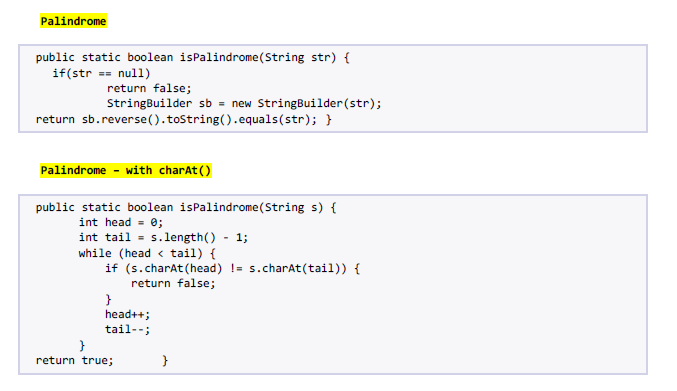 Palindrome
public static boolean isPalindrome(String str) {
if(str == null)
return false;
StringBuilder sb = new StringBuilder(str);
return sb.reverse().toString().equals(str); }
Palindrome – with charAt()
public static boolean isPalindrome(String s) {
int head = 0;
int tail = s.length() - 1;
while (head < tail) {
if (s.charAt(head) != s.charAt(tail)) {
return false;
}
head++;
tail--;
}
return true; }